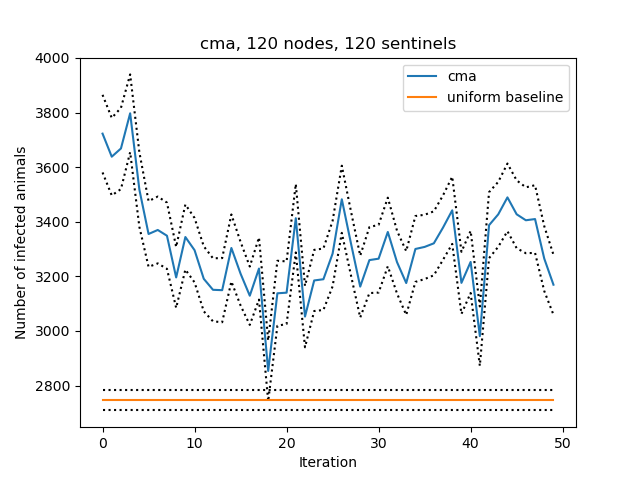 cma, 120 nodes, 120 sentinels
cma
uniform baseline
Number of infected animals
4000
3800
3600
3400
3200
3000
2800
0 10 20 30 40 50
Iteration